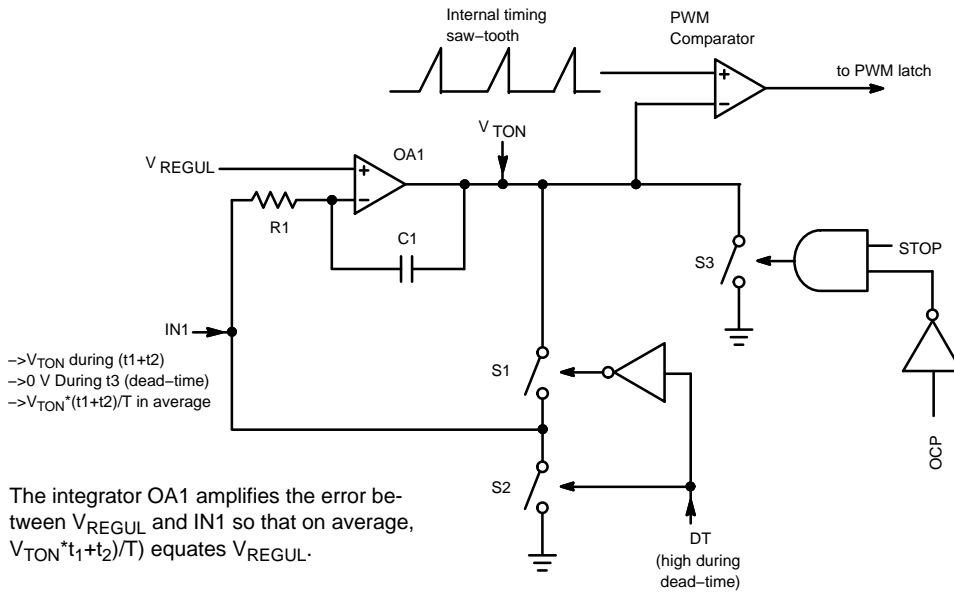 Internal timing
saw−tooth
PWM
Comparator
+
−
to PWM latch
V TON
OA1
V REGUL
+
−
R1
C1
S3
STOP
IN1
−>VTON during (t1+t2)
−>0 V During t3 (dead−time)
−>VTON*(t1+t2)/T in average
S1
OCP
S2
The integrator OA1 amplifies the error be-
tween VREGUL and IN1 so that on average,
VTON*t1+t2)/T) equates VREGUL.
DT
(high during
dead−time)